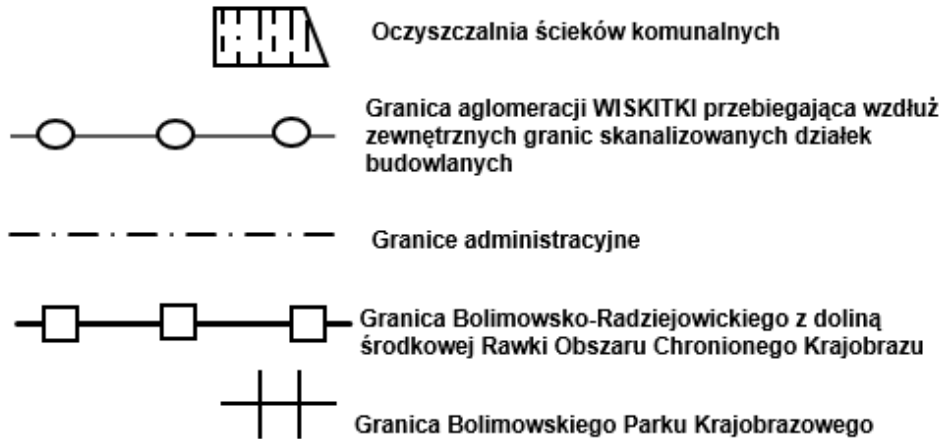 Oczyszczalnia ścieków komunalnych
Granica aglomeracji WISKITKI przebiegająca wzdłuż
zewnętrznych granic skanalizowanych działek
budowlanych
Granice administracyjne
Granica Bolimowsko-Radziejowickiego z doliną
środkowej Rawki Obszaru Chronionego Krajobrazu
Granica Bolimowskiego Parku Krajobrazowego